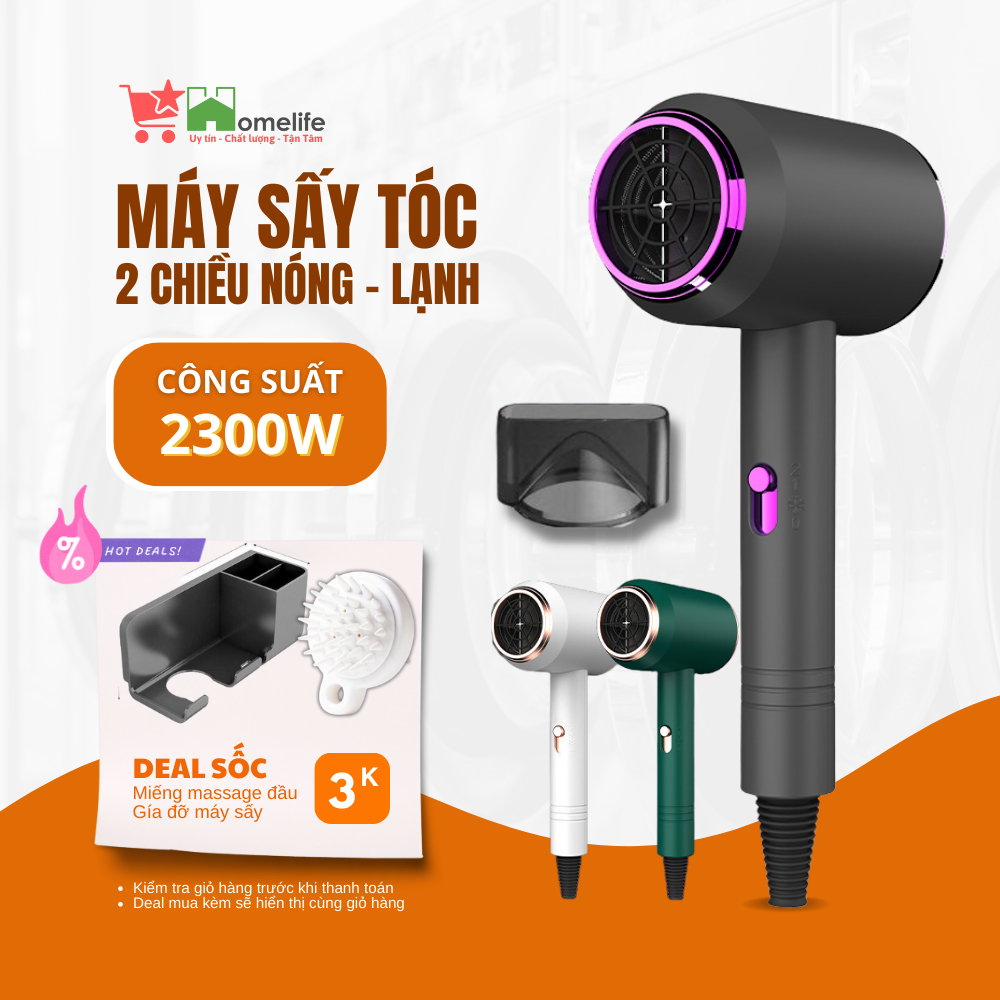 Homelife
Uy tín - Chất lượng - Tận Tâm
MÁY SẤY TÓC
2 CHIỀU NÓNG - LẠNH
CÔNG SUẤT
2300W
%
HOT DEALS!
DEAL SỐC
Miếng massage đầu
Gía đỡ máy sấy
3K
• Kiểm tra giỏ hàng trước khi thanh toán
• Deal mua kèm sẽ hiển thị cùng giỏ hàng